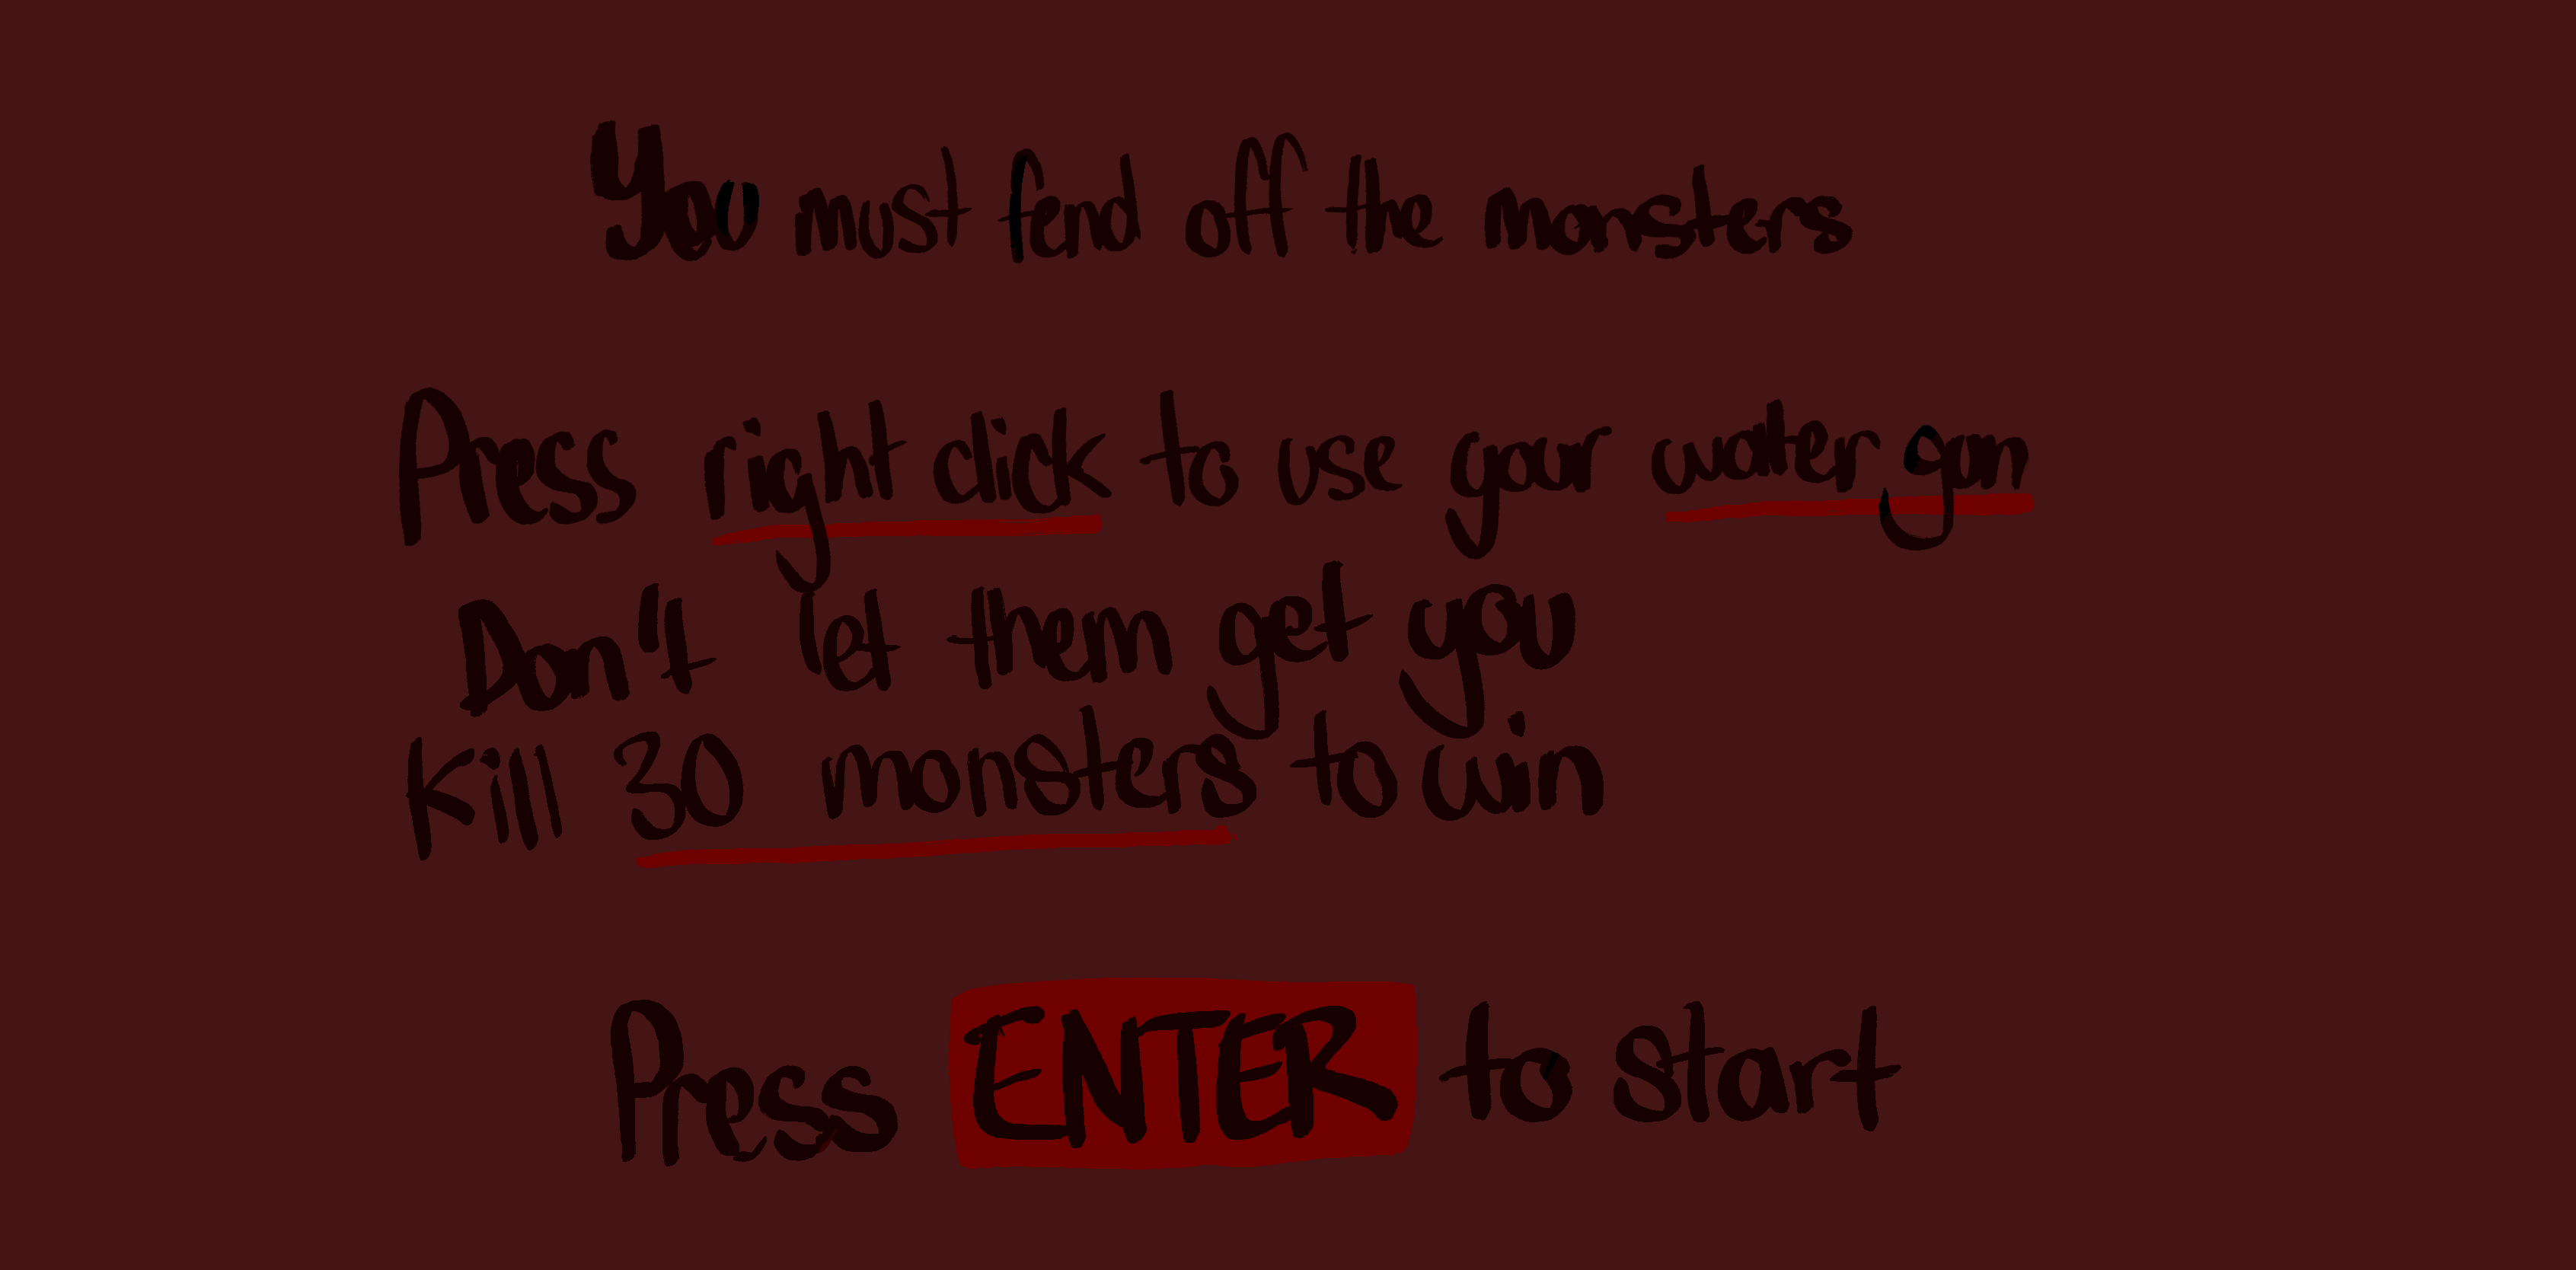 You must fend off the monsters
Press right click to use your water gun
Don't let them get you
Kill 30 monsters to win
Press ENTER to start